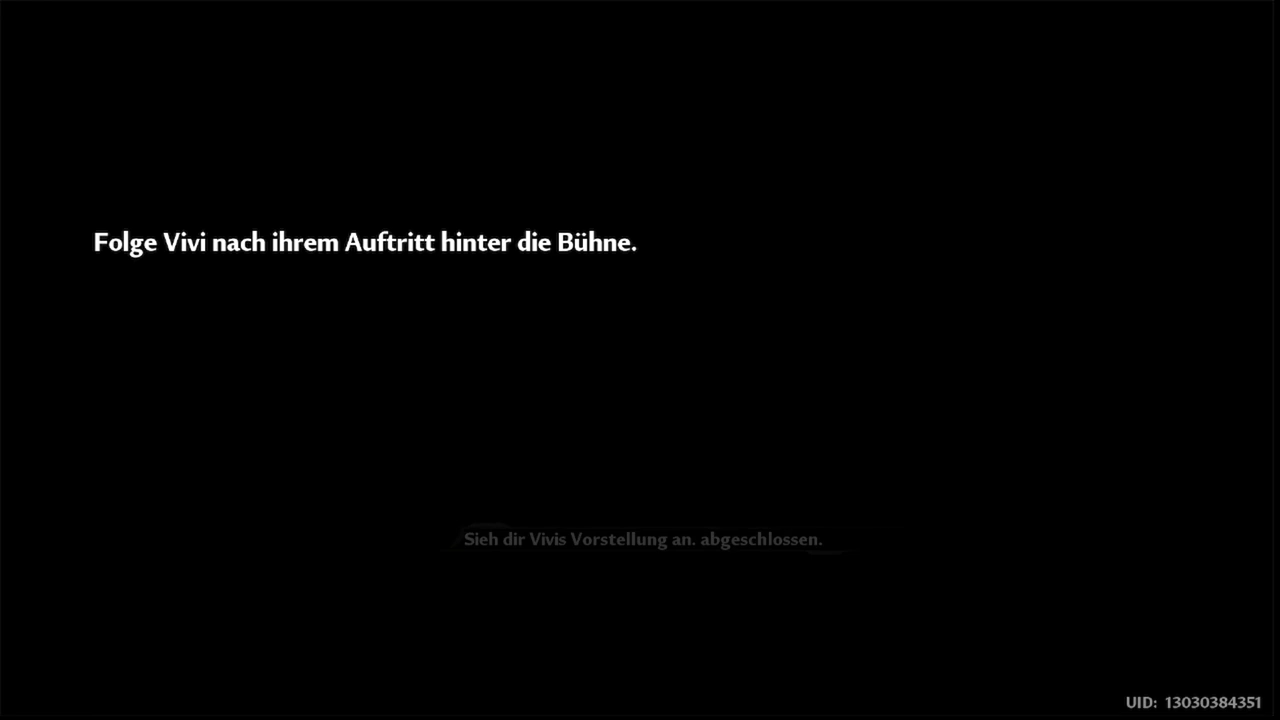 Folge Vivi nach ihrem Auftritt hinter die Bühne.
Sieh dir Vivis Vorstellung an. abgeschlossen.
UID: 13030384351